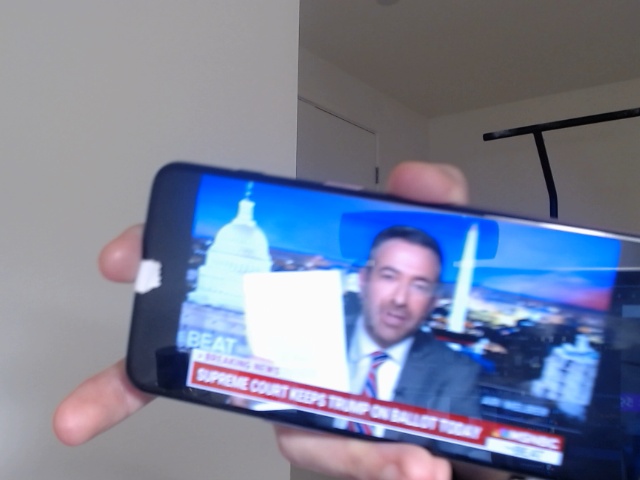 BEAT
BREAKING NEWS
SUPREME COURT KEEPS TRUMP ON BALLOT TODAY
MSNBC